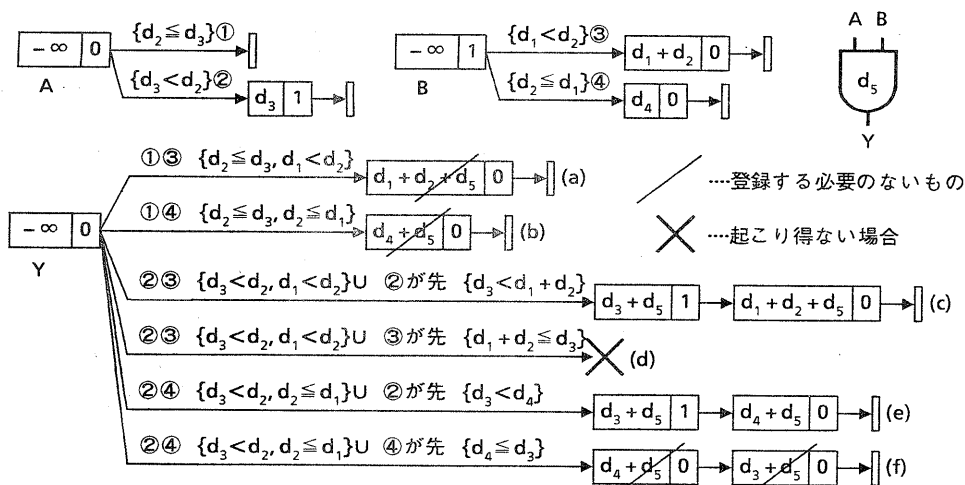 {d₂≦d₃}①
−∞ 0
A
{d₃<d₂}②
d₃ 1
{d₁<d₂}③
−∞ 1
d₁+d₂ 0
B
{d₂≦d₁}④
d₄ 0
A B
d₅
Y
①③ {d₂≦d₃, d₁<d₂}
d₁+d₂+d₅ 0 (a)
①④ {d₂≦d₃, d₂≦d₁}
d₄+d₅ 0 (b)
····登録する必要のないもの
····起こり得ない場合
−∞ 0
Y
②③ {d₃<d₂, d₁<d₂}∪ ②が先 {d₃<d₁+d₂}
d₃+d₅ 1 d₁+d₂+d₅ 0 (c)
②③ {d₃<d₂, d₁<d₂}∪ ③が先 {d₁+d₂≦d₃}
(d)
②④ {d₃<d₂, d₂≦d₁}∪ ②が先 {d₃<d₄}
d₃+d₅ 1 d₄+d₅ 0 (e)
②④ {d₃<d₂, d₂≦d₁}∪ ④が先 {d₄≦d₃}
d₄+d₅ 0 d₃+d₅ 0 (f)